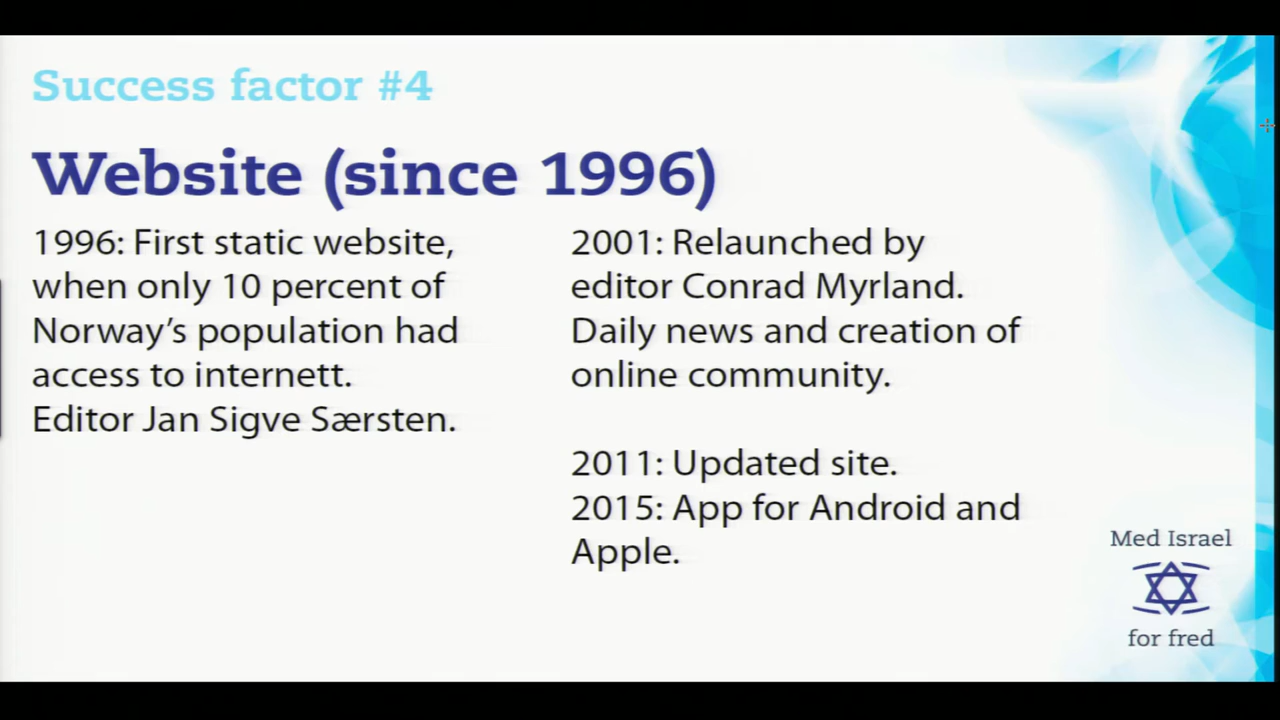 Success factor #4
Website (since 1996)
1996: First static website,
when only 10 percent of
Norway’s population had
access to internett.
Editor Jan Sigve Særsten.
2001: Relaunched by
editor Conrad Myrland.
Daily news and creation of
online community.
2011: Updated site.
2015: App for Android and
Apple.
Med Israel
for fred